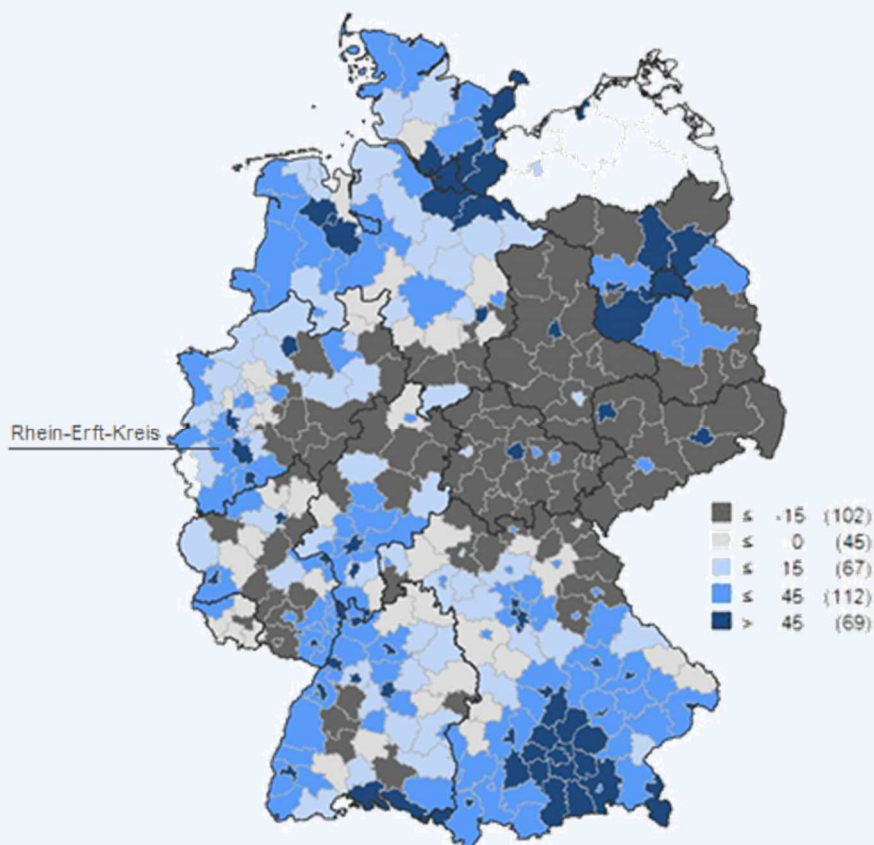 Rhein-Erft-Kreis
≤ -15 (102)
≤ 0 (45)
≤ 15 (67)
≤ 45 (112)
> 45 (69)